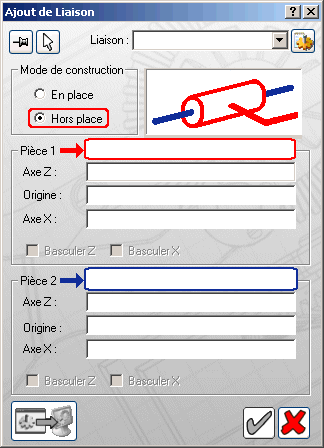 Ajout de Liaison
Liaison :
Mode de construction
En place
Hors place
Pièce 1
Axe Z :
Origine :
Axe X :
Basculer Z Basculer X
Pièce 2
Axe Z :
Origine :
Axe X :
Basculer Z Basculer X